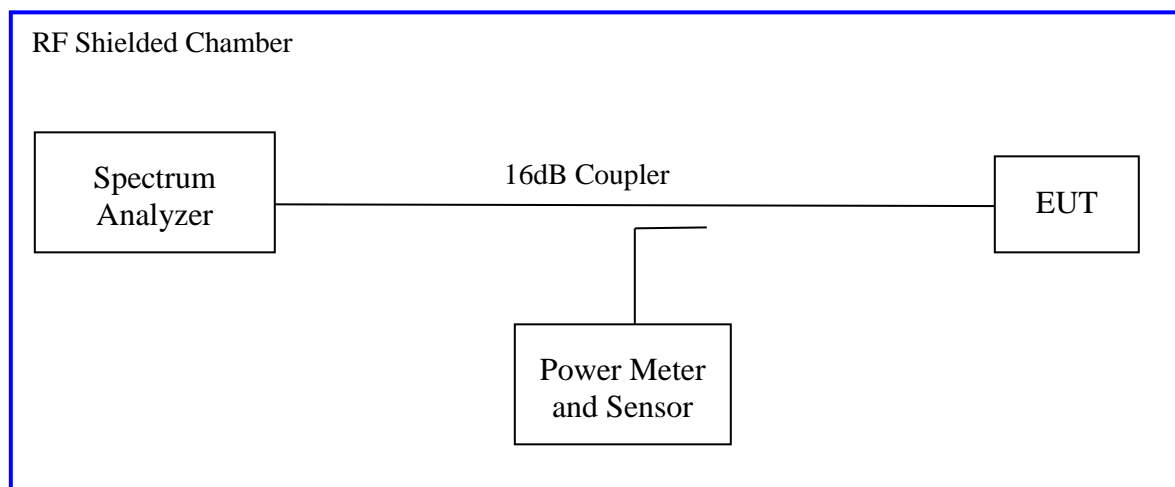 RF Shielded Chamber
Spectrum
Analyzer
16dB Coupler
EUT
Power Meter
and Sensor